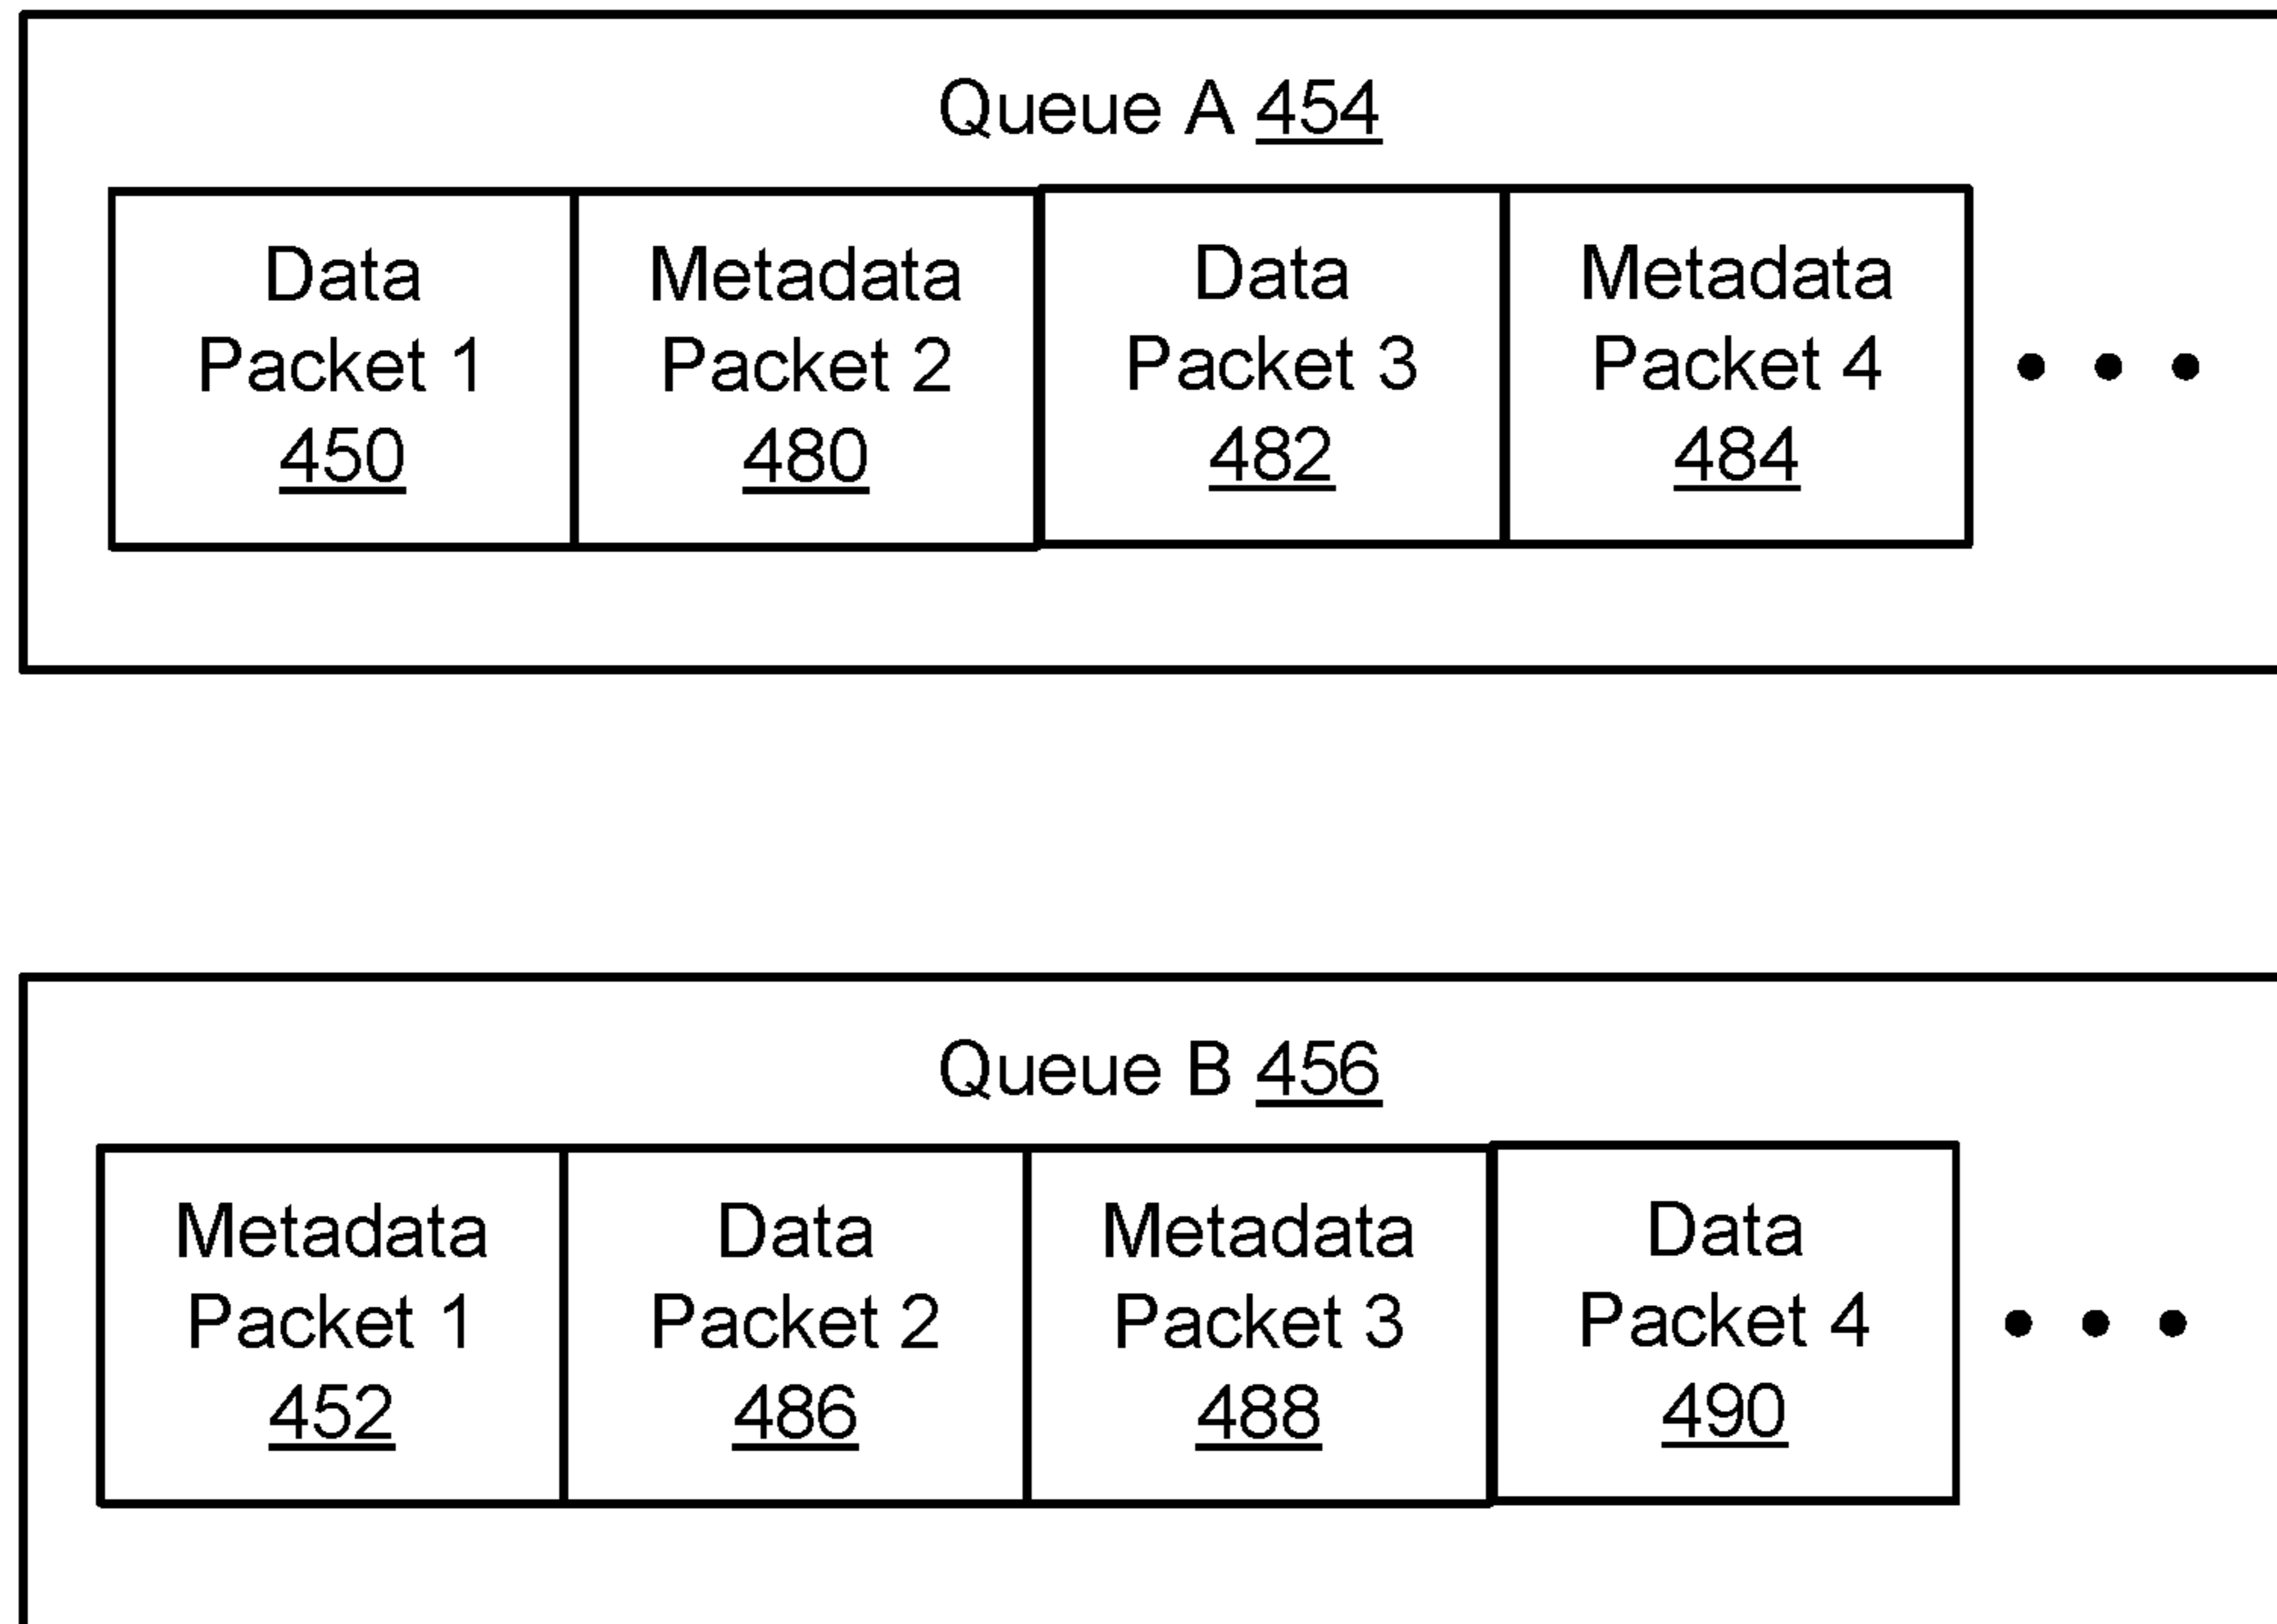 Queue A 454
Data
Packet 1
450
Metadata
Packet 2
480
Data
Packet 3
482
Metadata
Packet 4
484
Queue B 456
Metadata
Packet 1
452
Data
Packet 2
486
Metadata
Packet 3
488
Data
Packet 4
490